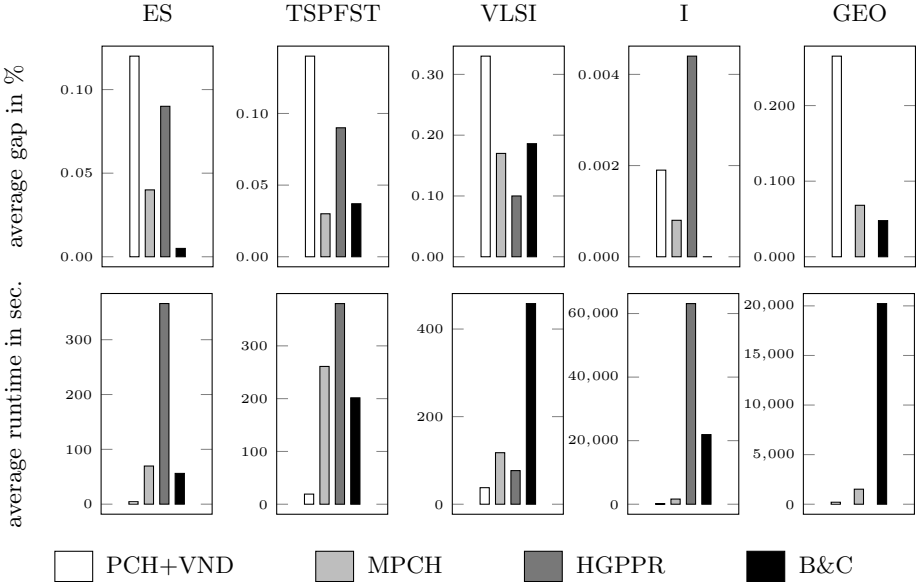 ES TSPFST VLSI I GEO
average gap in %
0.10 0.05 0.00
0.10 0.05 0.00
0.30 0.20 0.10 0.00
0.004 0.002 0.000
0.200 0.100 0.000
average runtime in sec.
300 200 100 0
300 200 100 0
400 200 0
60,000 40,000 20,000 0
20,000 15,000 10,000 5,000 0
PCH+VND MPCH HGPPR B&C